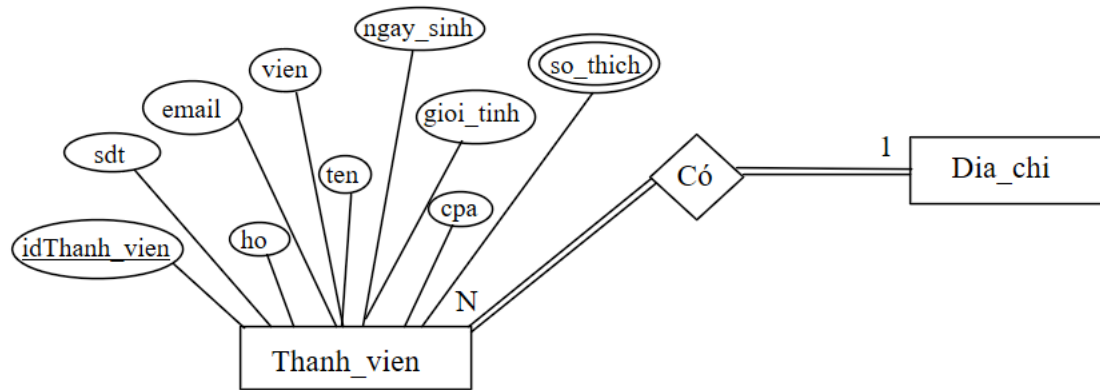 ngay_sinh
vien
so_thich
email
gioi_tinh
sdt
ten
cpa
ho
idThanh_vien
Có
1
Dia_chi
N
Thanh_vien